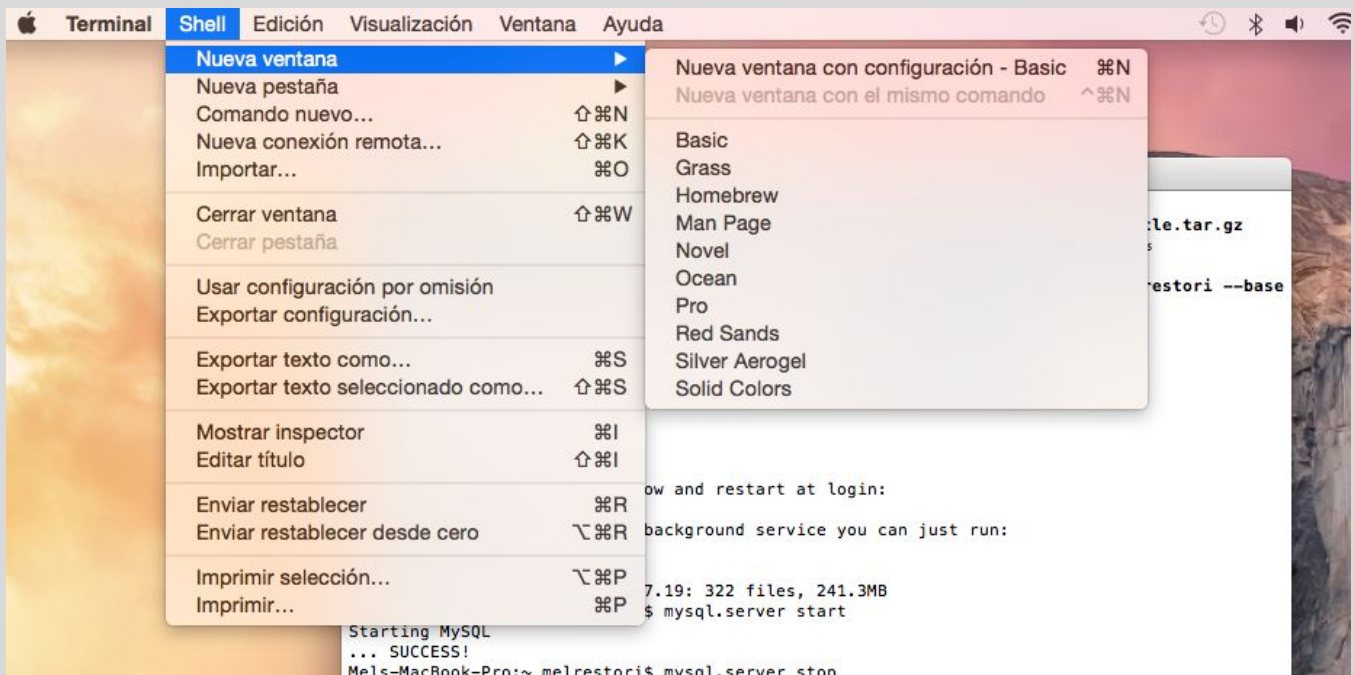 Terminal Shell Edición Visualización Ventana Ayuda
Nueva ventana ▶
Nueva pestaña ▶
Comando nuevo... ⇧⌘N
Nueva conexión remota... ⇧⌘K
Importar... ⌘O
Cerrar ventana ⇧⌘W
Cerrar pestaña
Usar configuración por omisión
Exportar configuración...
Exportar texto como... ⌘S
Exportar texto seleccionado como... ⇧⌘S
Mostrar inspector ⌘I
Editar título ⇧⌘I
Enviar restablecer ⌘R
Enviar restablecer desde cero ⌥⌘R
Imprimir selección... ⌥⌘P
Imprimir... ⌘P
Nueva ventana con configuración - Basic ⌘N
Nueva ventana con el mismo comando ^⌘N
Basic
Grass
Homebrew
Man Page
Novel
Ocean
Pro
Red Sands
Silver Aerogel
Solid Colors
tle.tar.gz
restori --base
ow and restart at login:
background service you can just run:
7.19: 322 files, 241.3MB
$ mysql.server start
Starting MySQL
... SUCCESS!
Mels-MacBook-Pro:~ melrestori$ mysql.server stop